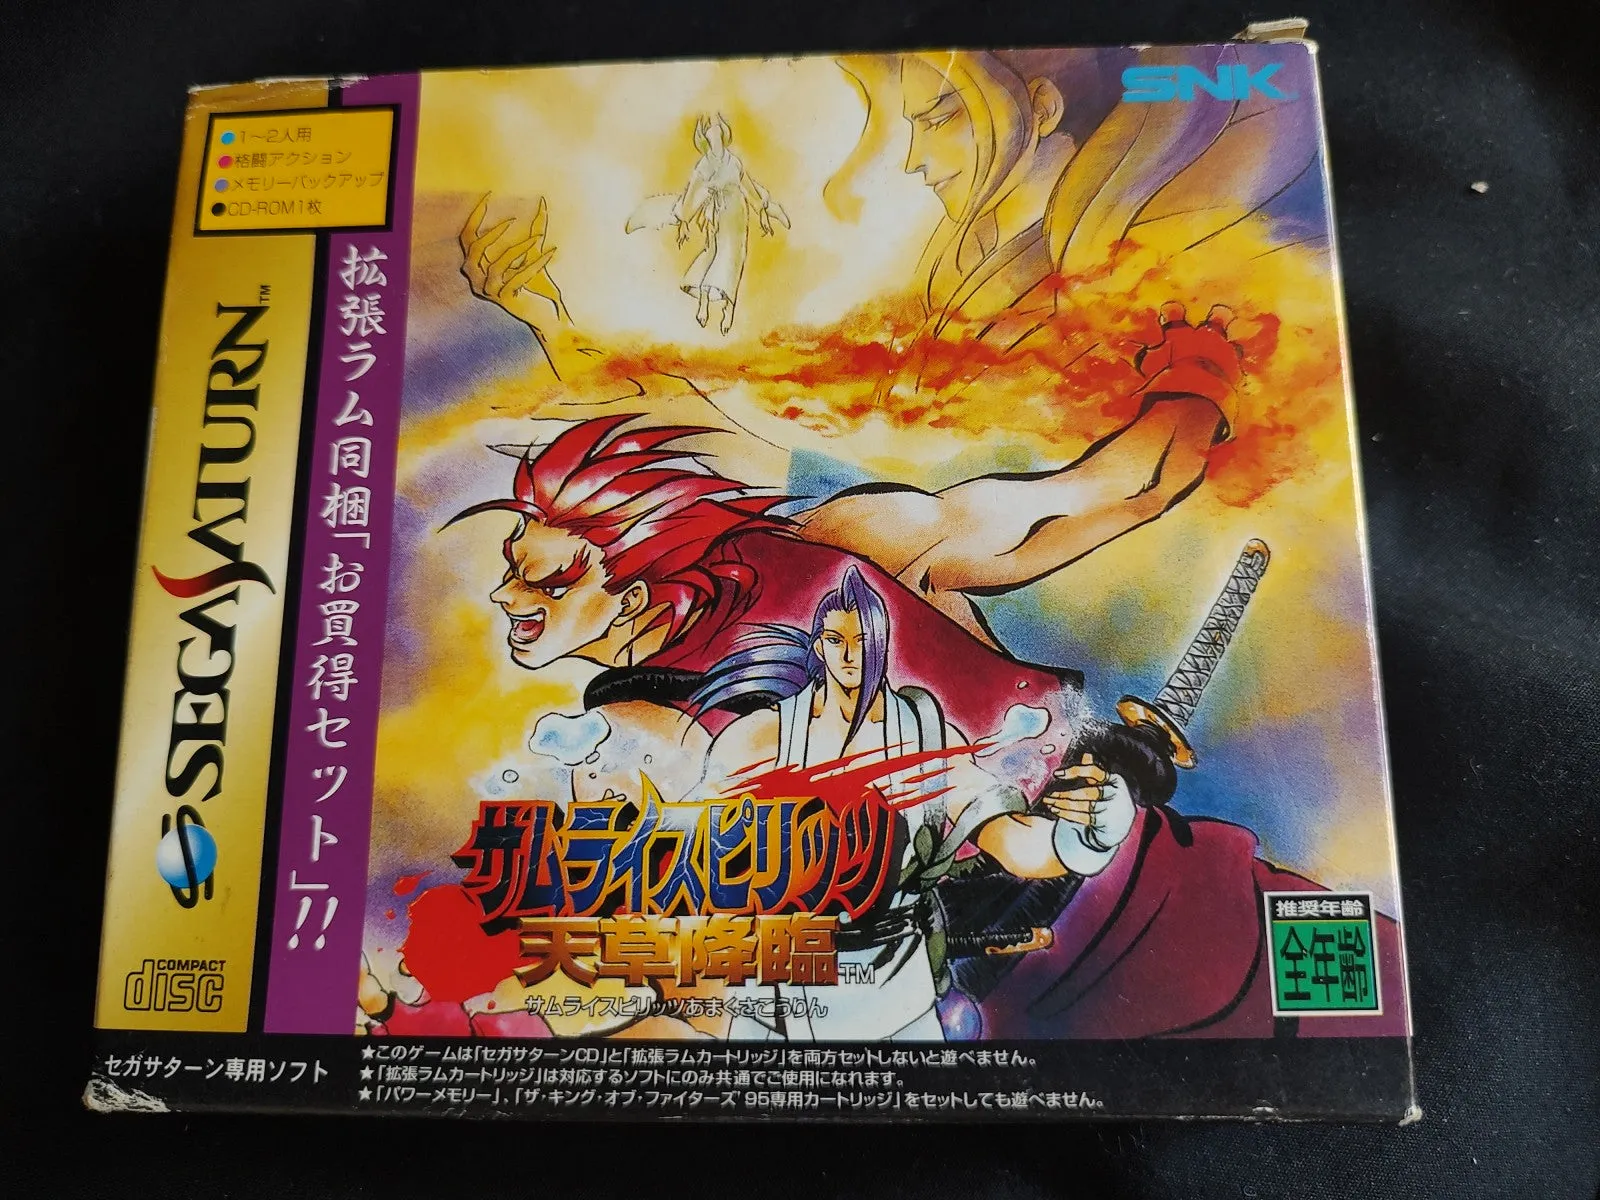 ●1〜2人用
●格闘アクション
●メモリーバックアップ
●CD-ROM1枚
SEGA SATURN™
COMPACT
disc
拡張ラム同梱「お買得セット」!!
SNK
サムライスピリッツ
天草降臨™
サムライスピリッツあまくさこうりん
推奨年齢
全年齢
セガサターン専用ソフト
★このゲームは「セガサターンCD」と「拡張ラムカートリッジ」を両方セットしないと遊べません。
★「拡張ラムカートリッジ」は対応するソフトにのみ共通でご使用になれます。
★「パワーメモリー」、「ザ・キング・オブ・ファイターズ'95専用カートリッジ」をセットしても遊べません。